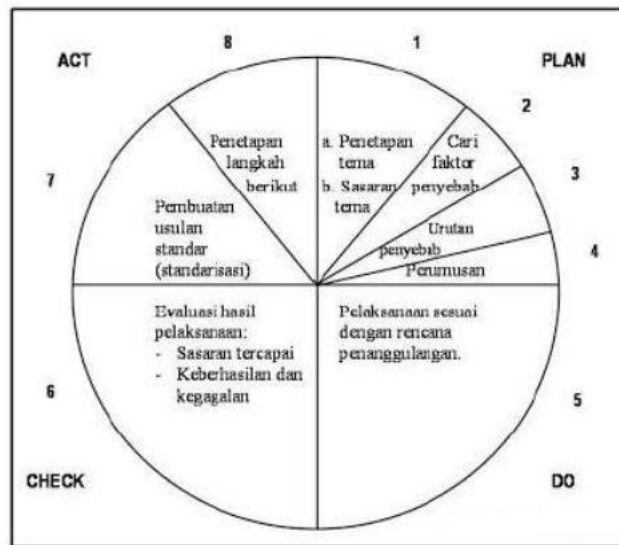 8
1
ACT
PLAN
2
3
4
5
6
7
a. Penetapan
tema
b. Sasaran
tema
Cari
faktor
penyebab
Urutan
penyebib
Perumusan
Pelaksanaan sesuai
dengan rencana
penanggulangan.
Evaluasi hasil
pelaksanaan:
- Sasaran tercapai
- Keberhasilan dan
kegagalan
Pembuatan
usulan
standar
(standarisasi)
Penetapan
langkah
berikut
CHECK
DO